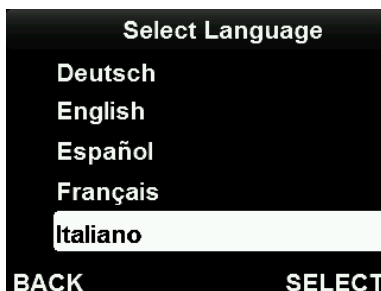 Select Language
Deutsch
English
Español
Français
Italiano
BACK SELECT